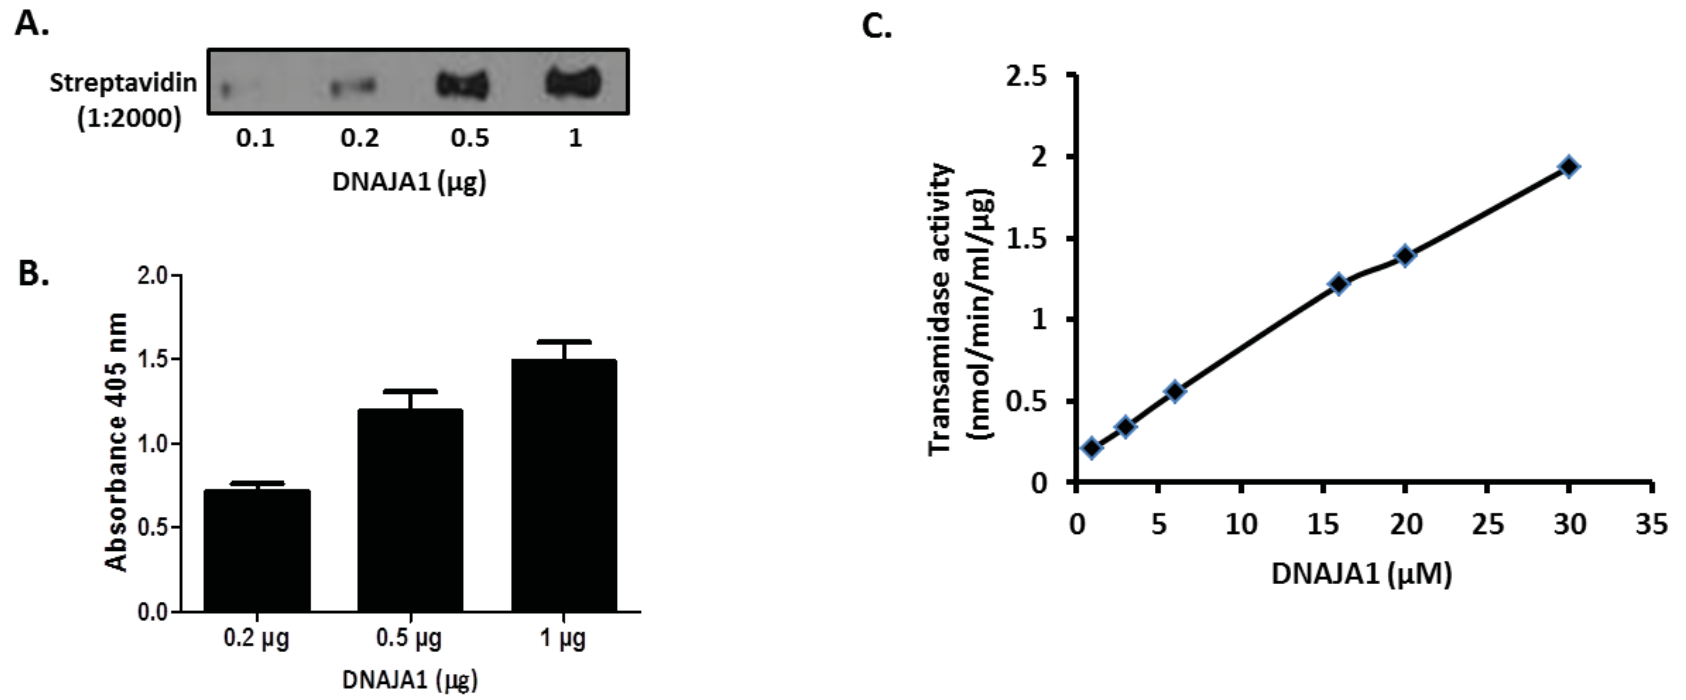 A.
Streptavidin
(1:2000)
0.1 0.2 0.5 1
DNAJA1 (µg)
B.
2.0
1.5
1.0
0.5
0.0
Absorbance 405 nm
0.2 µg 0.5 µg 1 µg
DNAJA1 (µg)
C.
2.5
2
1.5
1
0.5
0
Transamidase activity
(nmol/min/ml/µg)
0 5 10 15 20 25 30 35
DNAJA1 (µM)